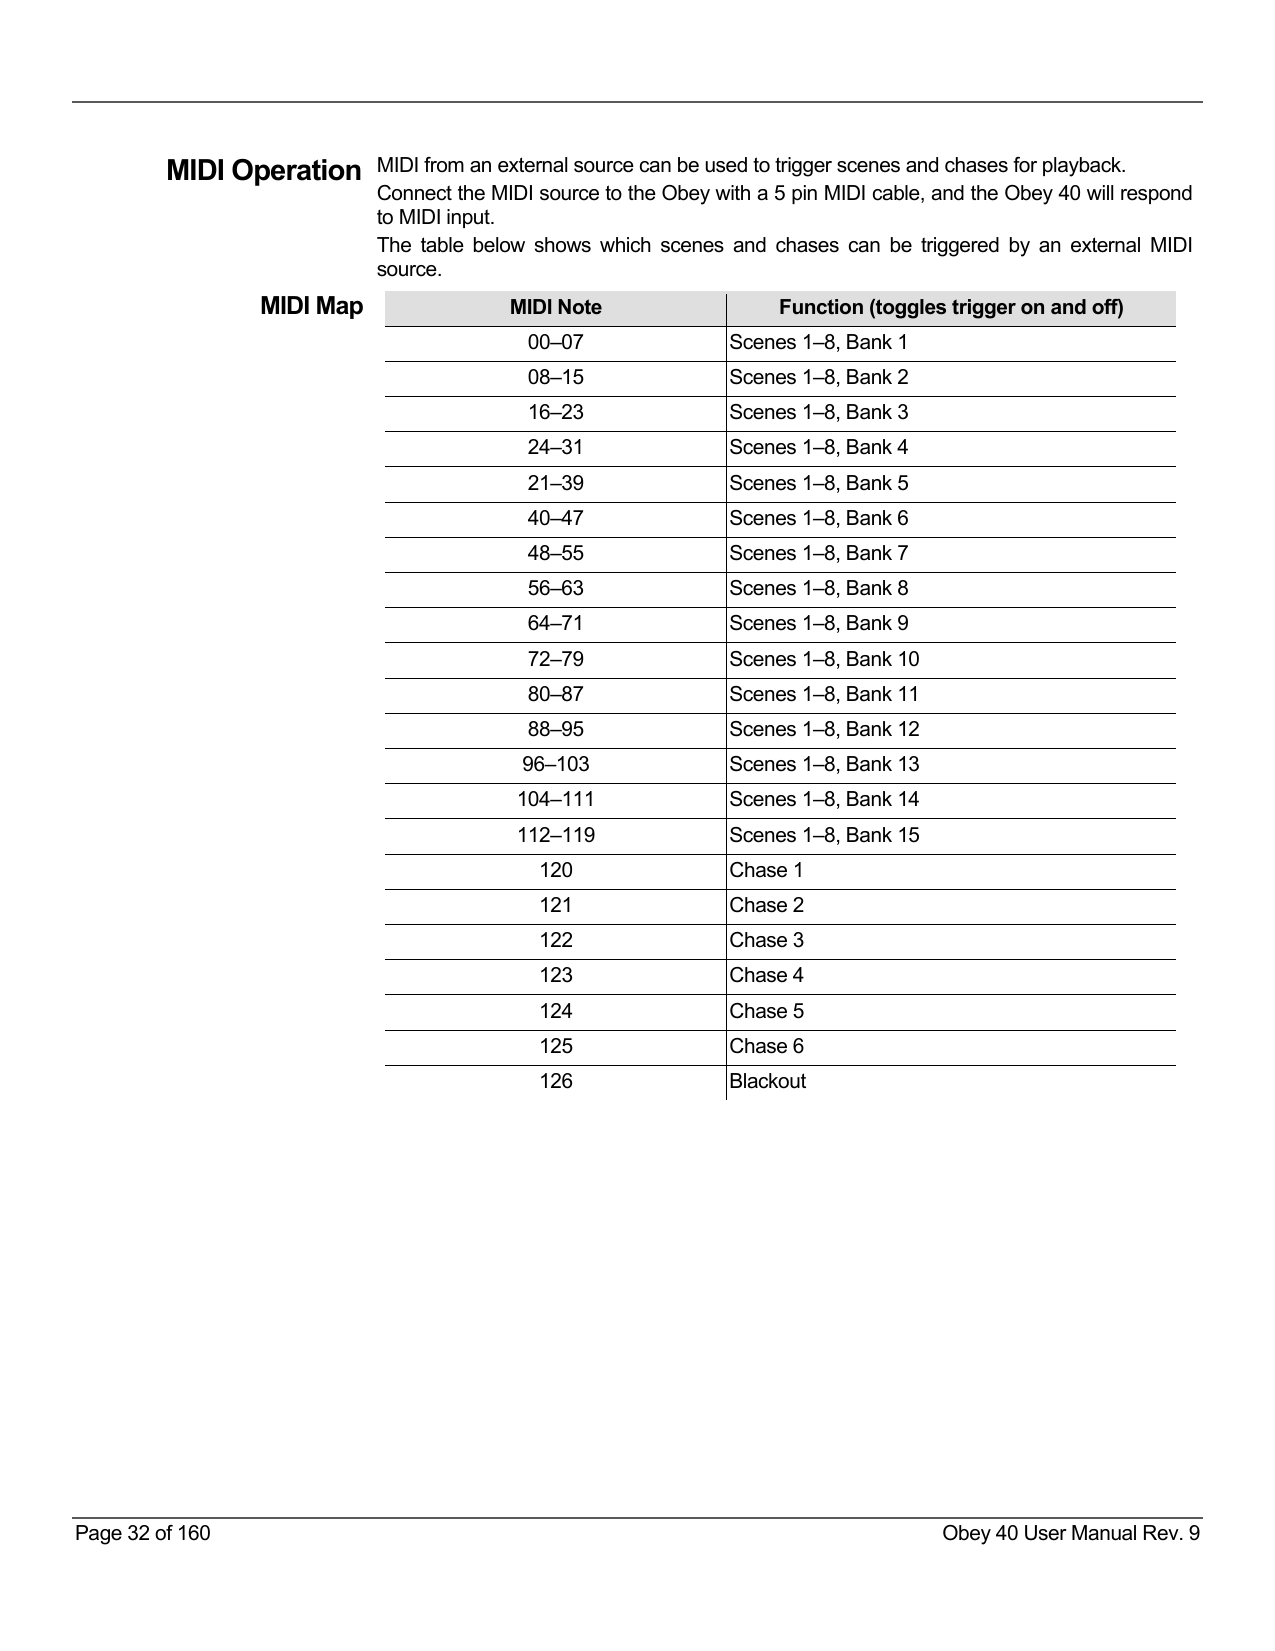 MIDI Operation
MIDI from an external source can be used to trigger scenes and chases for playback.
Connect the MIDI source to the Obey with a 5 pin MIDI cable, and the Obey 40 will respond
to MIDI input.
The table below shows which scenes and chases can be triggered by an external MIDI
source.
MIDI Map
MIDI Note Function (toggles trigger on and off)
00–07 Scenes 1–8, Bank 1
08–15 Scenes 1–8, Bank 2
16–23 Scenes 1–8, Bank 3
24–31 Scenes 1–8, Bank 4
21–39 Scenes 1–8, Bank 5
40–47 Scenes 1–8, Bank 6
48–55 Scenes 1–8, Bank 7
56–63 Scenes 1–8, Bank 8
64–71 Scenes 1–8, Bank 9
72–79 Scenes 1–8, Bank 10
80–87 Scenes 1–8, Bank 11
88–95 Scenes 1–8, Bank 12
96–103 Scenes 1–8, Bank 13
104–111 Scenes 1–8, Bank 14
112–119 Scenes 1–8, Bank 15
120 Chase 1
121 Chase 2
122 Chase 3
123 Chase 4
124 Chase 5
125 Chase 6
126 Blackout
Page 32 of 160 Obey 40 User Manual Rev. 9